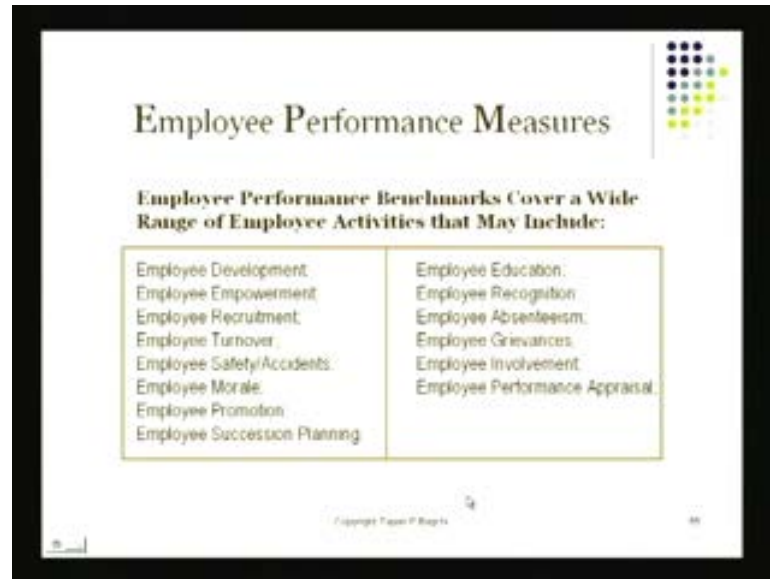 Employee Performance Measures
Employee Performance Benchmarks Cover a Wide
Range of Employee Activities that May Include:
Employee Development,
Employee Empowerment
Employee Recruitment,
Employee Turnover,
Employee Safety/Accidents,
Employee Morale,
Employee Promotion
Employee Succession Planning
Employee Education,
Employee Recognition
Employee Absenteeism,
Employee Grievances,
Employee Involvement
Employee Performance Appraisal,
Copyright